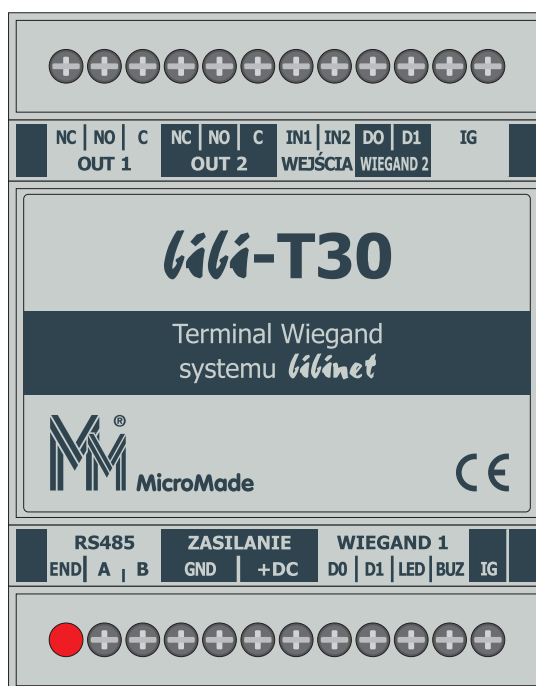 NC NO C NC NO C IN1 IN2 D0 D1 IG
OUT 1 OUT 2 WEJŚCIA WIEGAND 2
bibi-T30
Terminal Wiegand
systemu bibinet
MM®
MicroMade
CE
RS485 ZASILANIE WIEGAND 1
END A B GND +DC D0 D1 LED BUZ IG